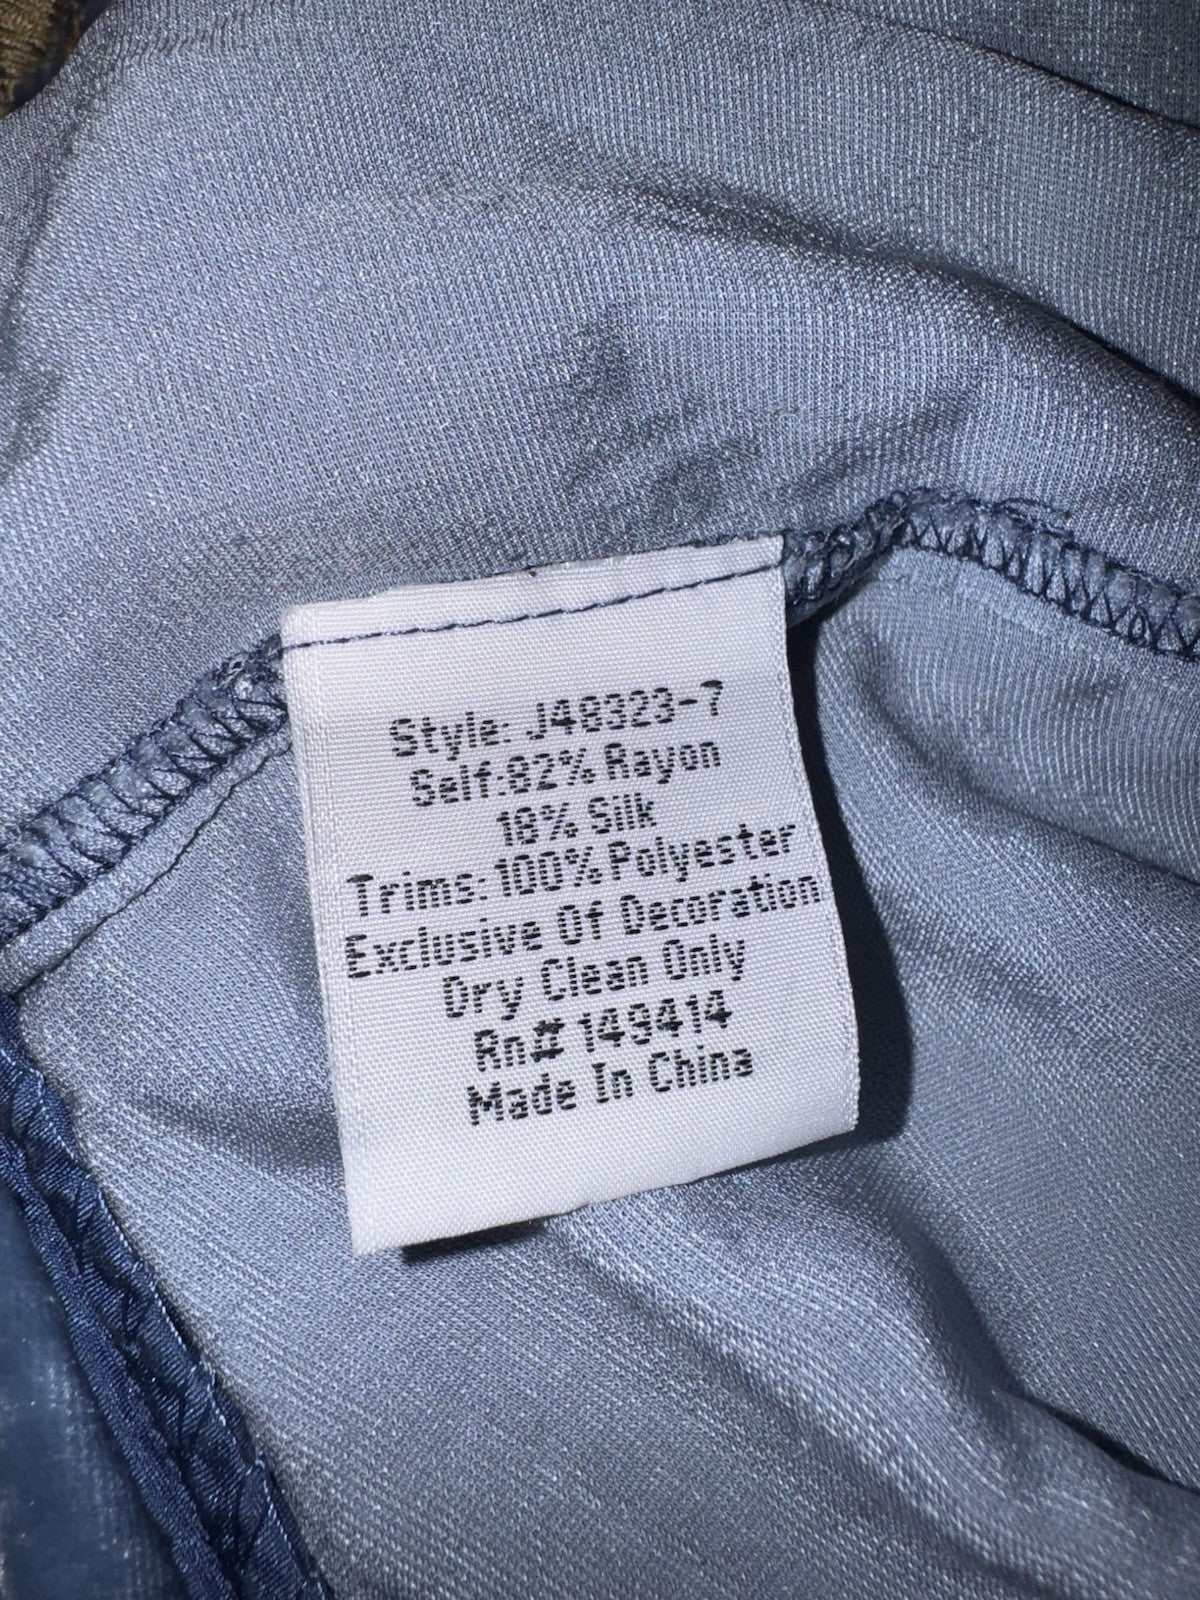 Style: J48323-7
Self:82% Rayon
18% Silk
Trims:100% Polyester
Exclusive Of Decoration
Dry Clean Only
Rn# 149414
Made In China